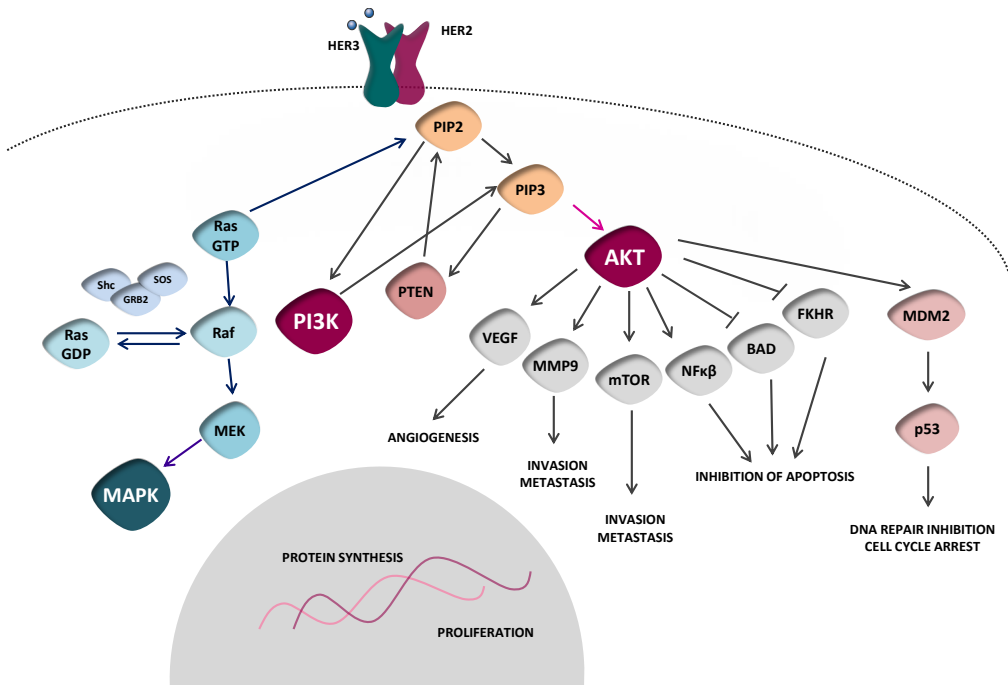 HER2
HER3
PIP2
PIP3
Ras
GTP
AKT
Shc
SOS
GRB2
PTEN
PI3K
Ras
GDP
Raf
VEGF
MMP9
mTOR
NFκβ
BAD
FKHR
MDM2
MEK
MAPK
p53
ANGIOGENESIS
INVASION
METASTASIS
INVASION
METASTASIS
INHIBITION OF APOPTOSIS
DNA REPAIR INHIBITION
CELL CYCLE ARREST
PROTEIN SYNTHESIS
PROLIFERATION